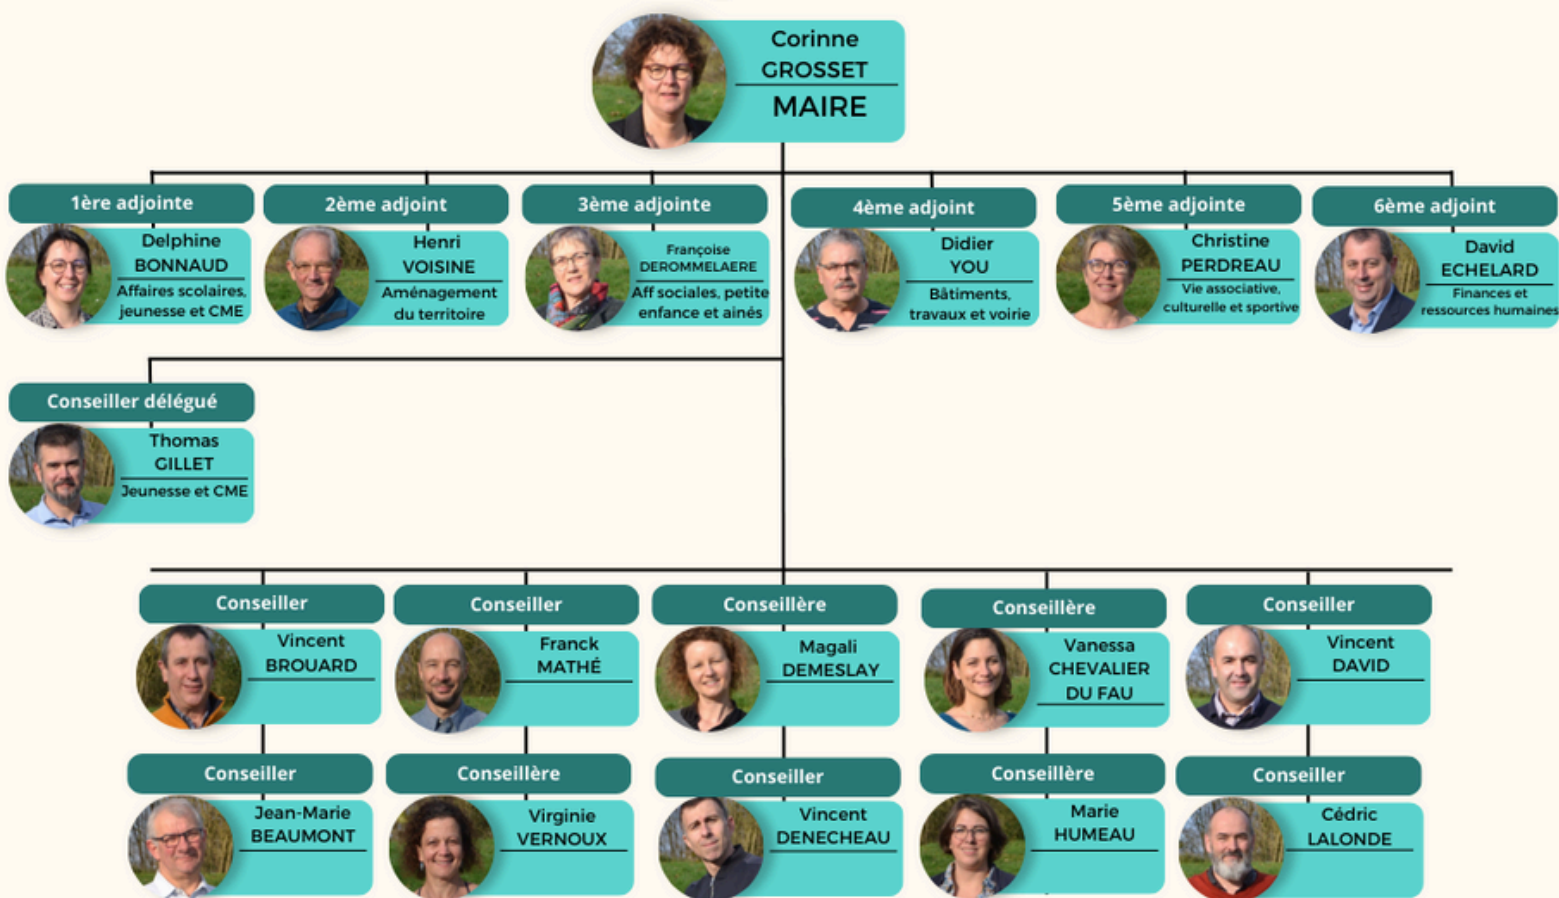 Corinne
GROSSET
MAIRE
1ère adjointe
Delphine
BONNAUD
Affaires scolaires,
jeunesse et CME
2ème adjoint
Henri
VOISINE
Aménagement
du territoire
3ème adjointe
Françoise
DEROMMELAERE
Aff sociales, petite
enfance et ainés
4ème adjoint
Didier
YOU
Bâtiments,
travaux et voirie
5ème adjointe
Christine
PERDREAU
Vie associative,
culturelle et sportive
6ème adjoint
David
ECHELARD
Finances et
ressources humaines
Conseiller délégué
Thomas
GILLET
Jeunesse et CME
Conseiller
Vincent
BROUARD
Conseiller
Franck
MATHÉ
Conseillère
Magali
DEMESLAY
Conseillère
Vanessa
CHEVALIER
DU FAU
Conseiller
Vincent
DAVID
Conseiller
Jean-Marie
BEAUMONT
Conseillère
Virginie
VERNOUX
Conseiller
Vincent
DENECHEAU
Conseillère
Marie
HUMEAU
Conseiller
Cédric
LALONDE